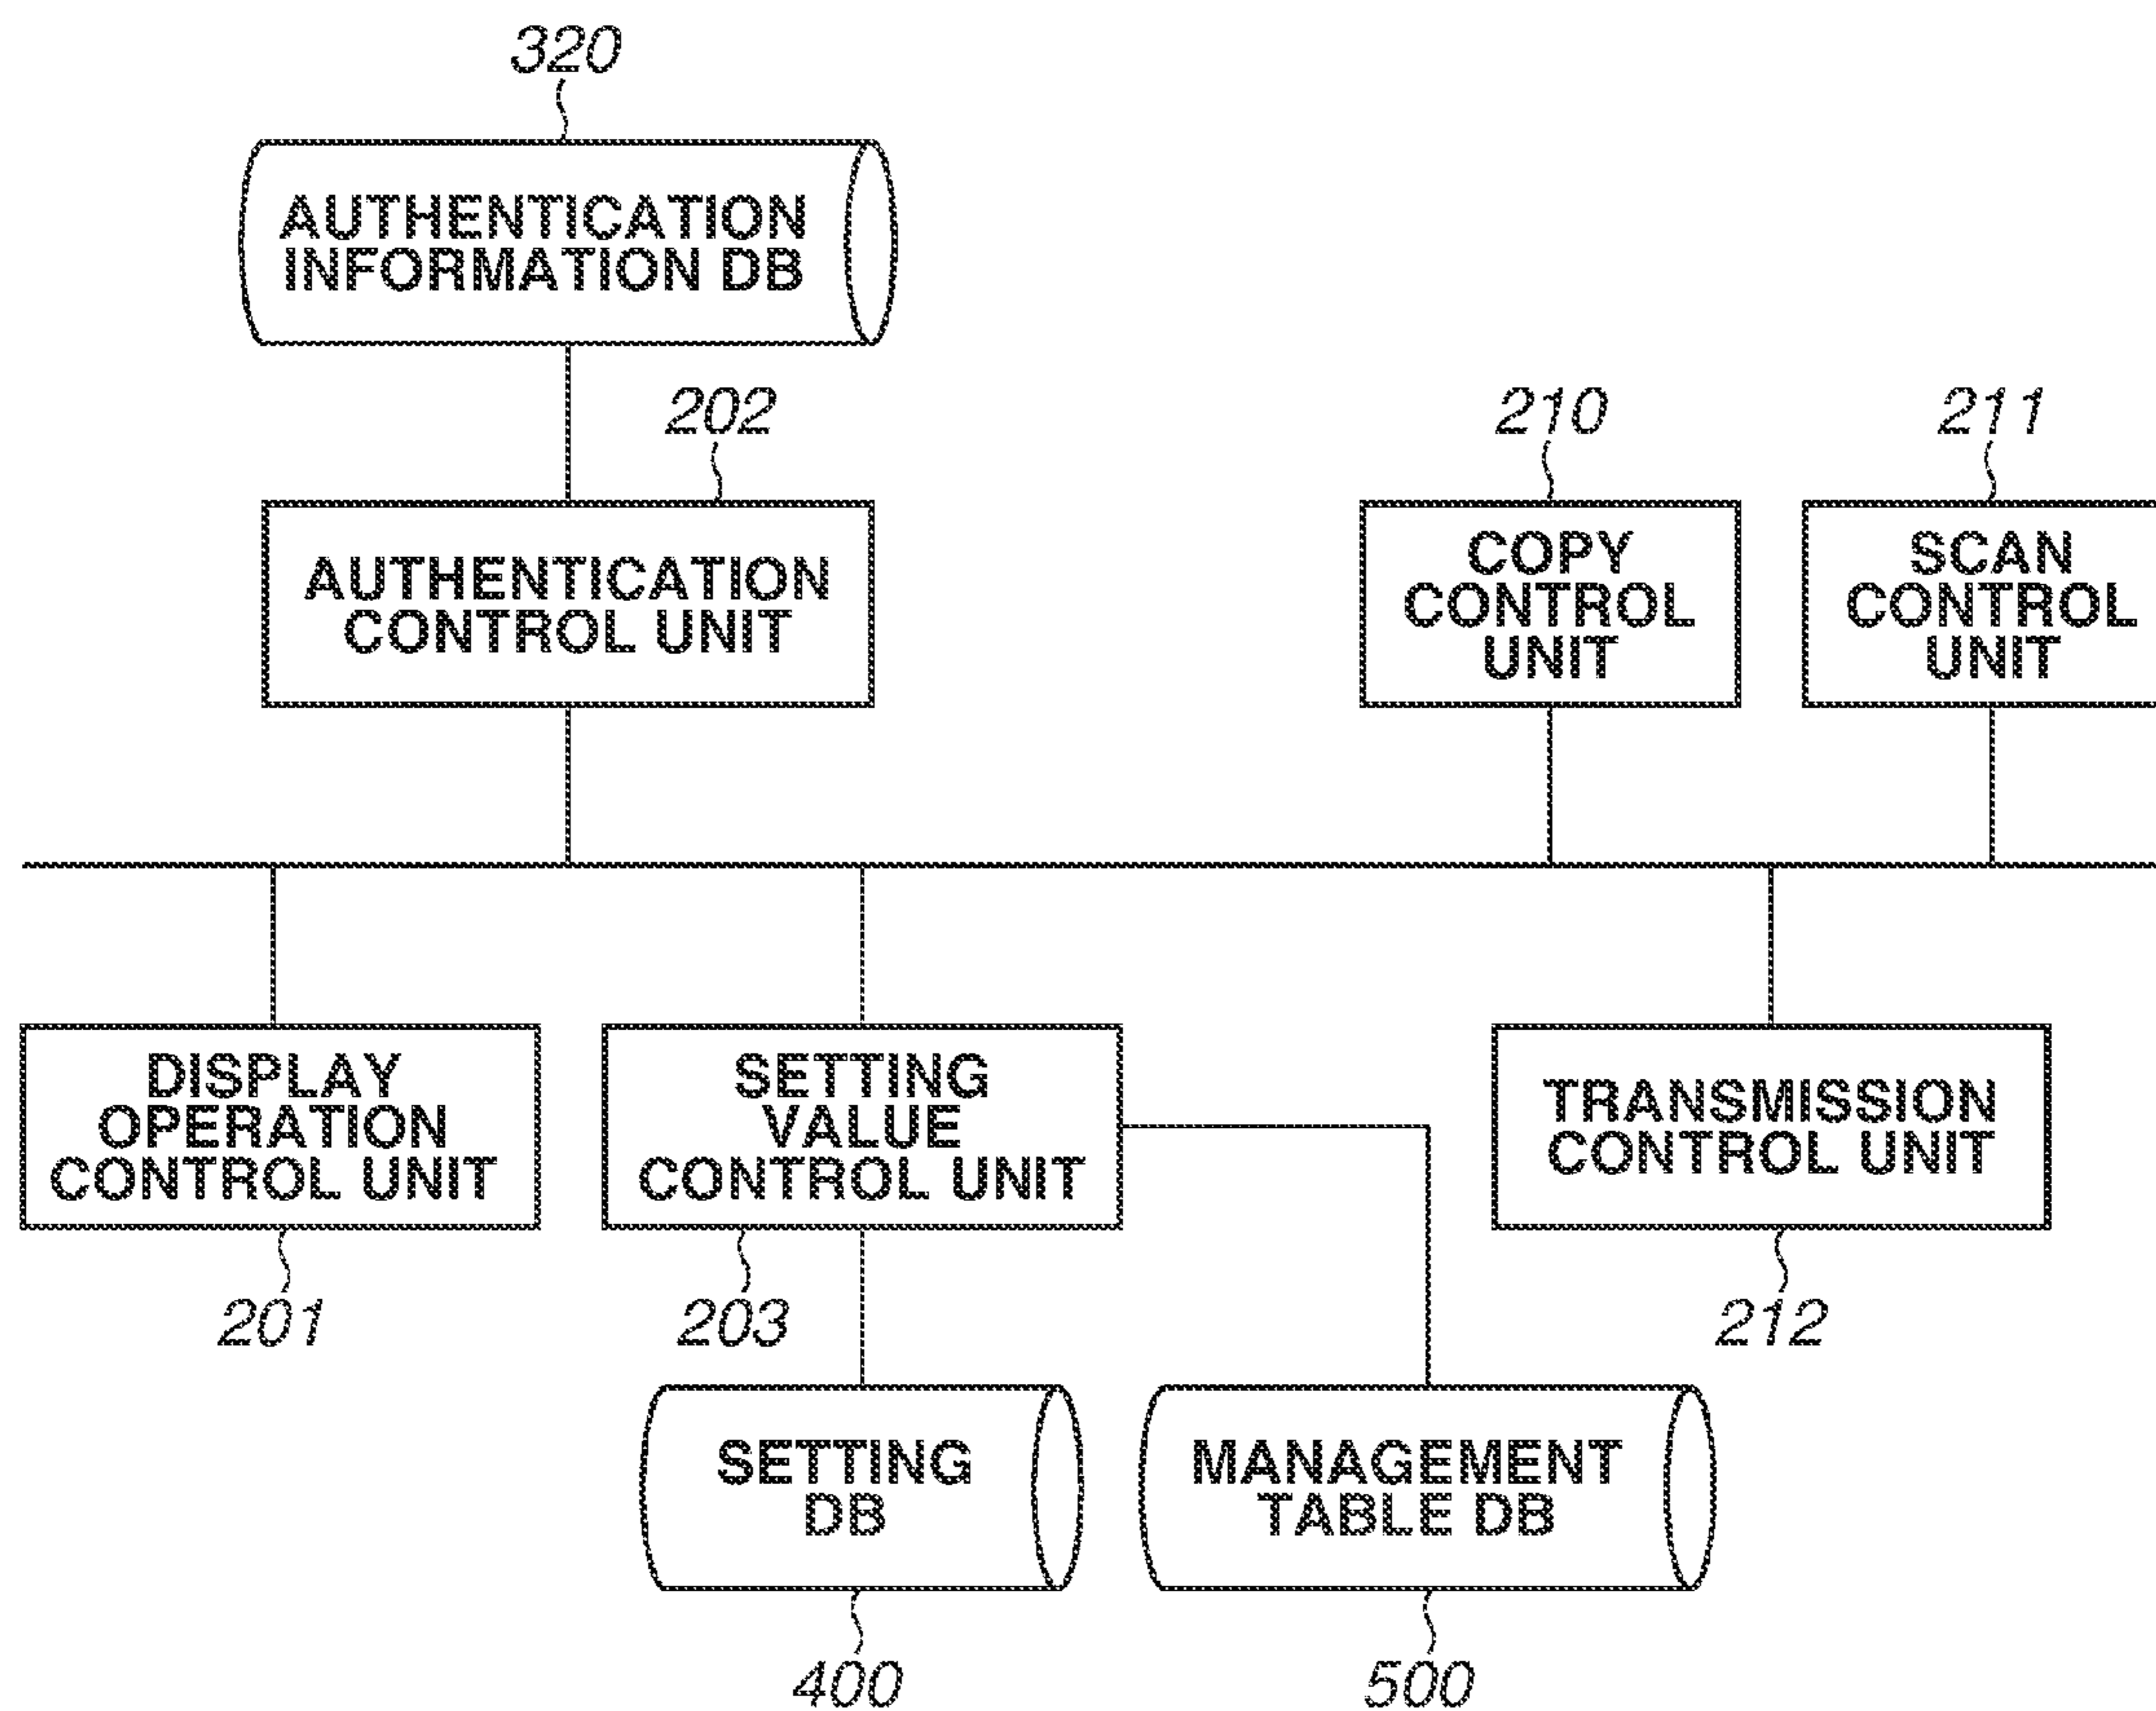 320
AUTHENTICATION
INFORMATION DB
202
AUTHENTICATION
CONTROL UNIT
210
COPY
CONTROL
UNIT
211
SCAN
CONTROL
UNIT
DISPLAY
OPERATION
CONTROL UNIT
201
SETTING
VALUE
CONTROL UNIT
203
TRANSMISSION
CONTROL UNIT
212
SETTING
DB
400
MANAGEMENT
TABLE DB
500